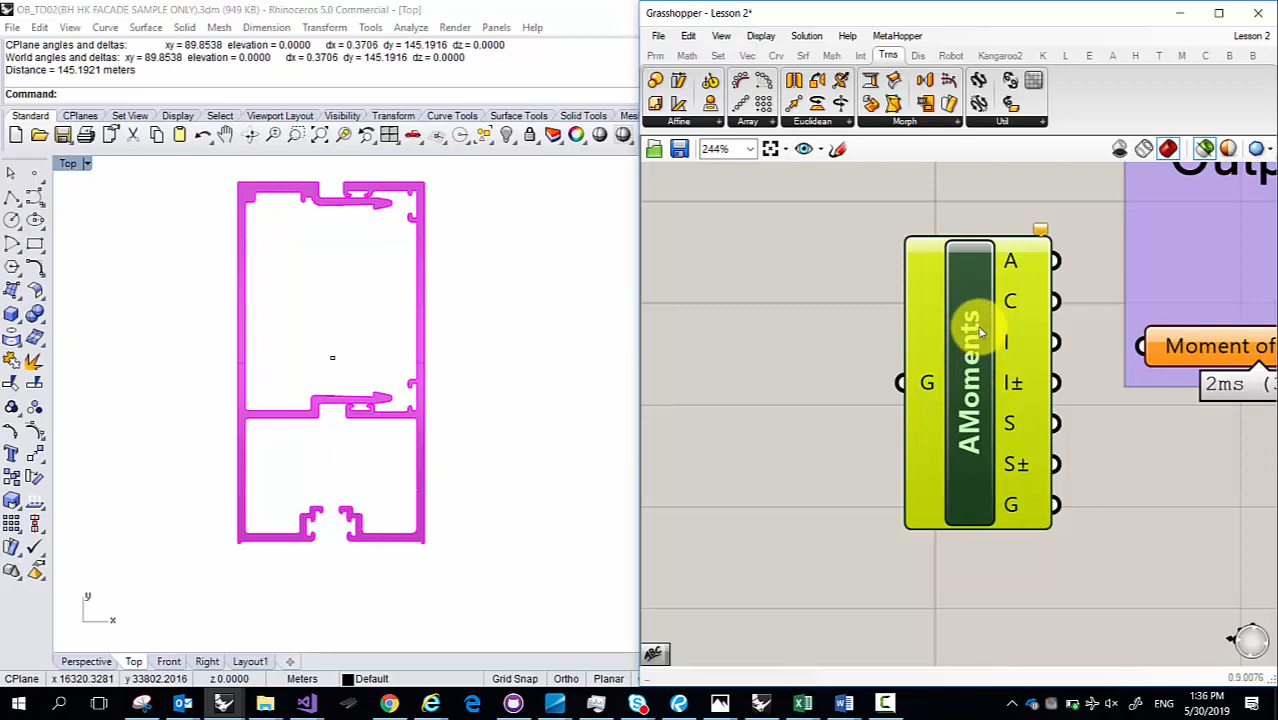 OB_TD02(BH HK FACADE SAMPLE ONLY).3dm (949 KB) - Rhinoceros 5.0 Commercial - [Top]
File Edit View Curve Surface Solid Mesh Dimension Transform Tools Analyze Render Panels
CPlane angles and deltas: xy = 89.8538 elevation = 0.0000 dx = 0.3706 dy = 145.1916 dz = 0.0000
World angles and deltas: xy = 89.8538 elevation = 0.0000 dx = 0.3706 dy = 145.1916 dz = 0.0000
Distance = 145.1921 meters
Command:
Standard CPlanes Set View Display Select Viewport Layout Visibility Transform Curve Tools Surface Tools Solid Tools Mes
Top
y
x
Perspective Top Front Right Layout1
CPlane x 16320.3281 y 33802.2016 z 0.0000 Meters Default Grid Snap Ortho Planar
Grasshopper - Lesson 2*
File Edit View Display Solution Help MetaHopper Lesson 2*
Prm Math Set Vec Crv Srf Msh Int Trns Dis Robot Kangaroo2 K L E A H T D M C B B
Affine Array Euclidean Morph Util
244%
Outp
AMoments
G
A
C
I
I±
S
S±
G
Moment of
2ms
ABC
0.9.0076
ENG
1:36 PM
5/30/2019